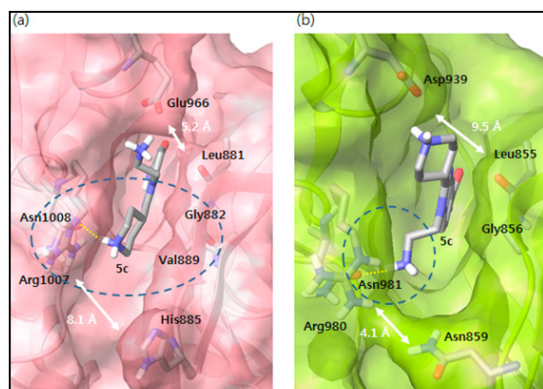 (a)
Glu966
5.2 Å
Leu881
Gly882
Asn1008
5c
Val889
Arg1007
8.1 Å
His885
(b)
Asp939
9.5 Å
Leu855
Gly856
5c
Asn981
Arg980
4.1 Å
Asn859